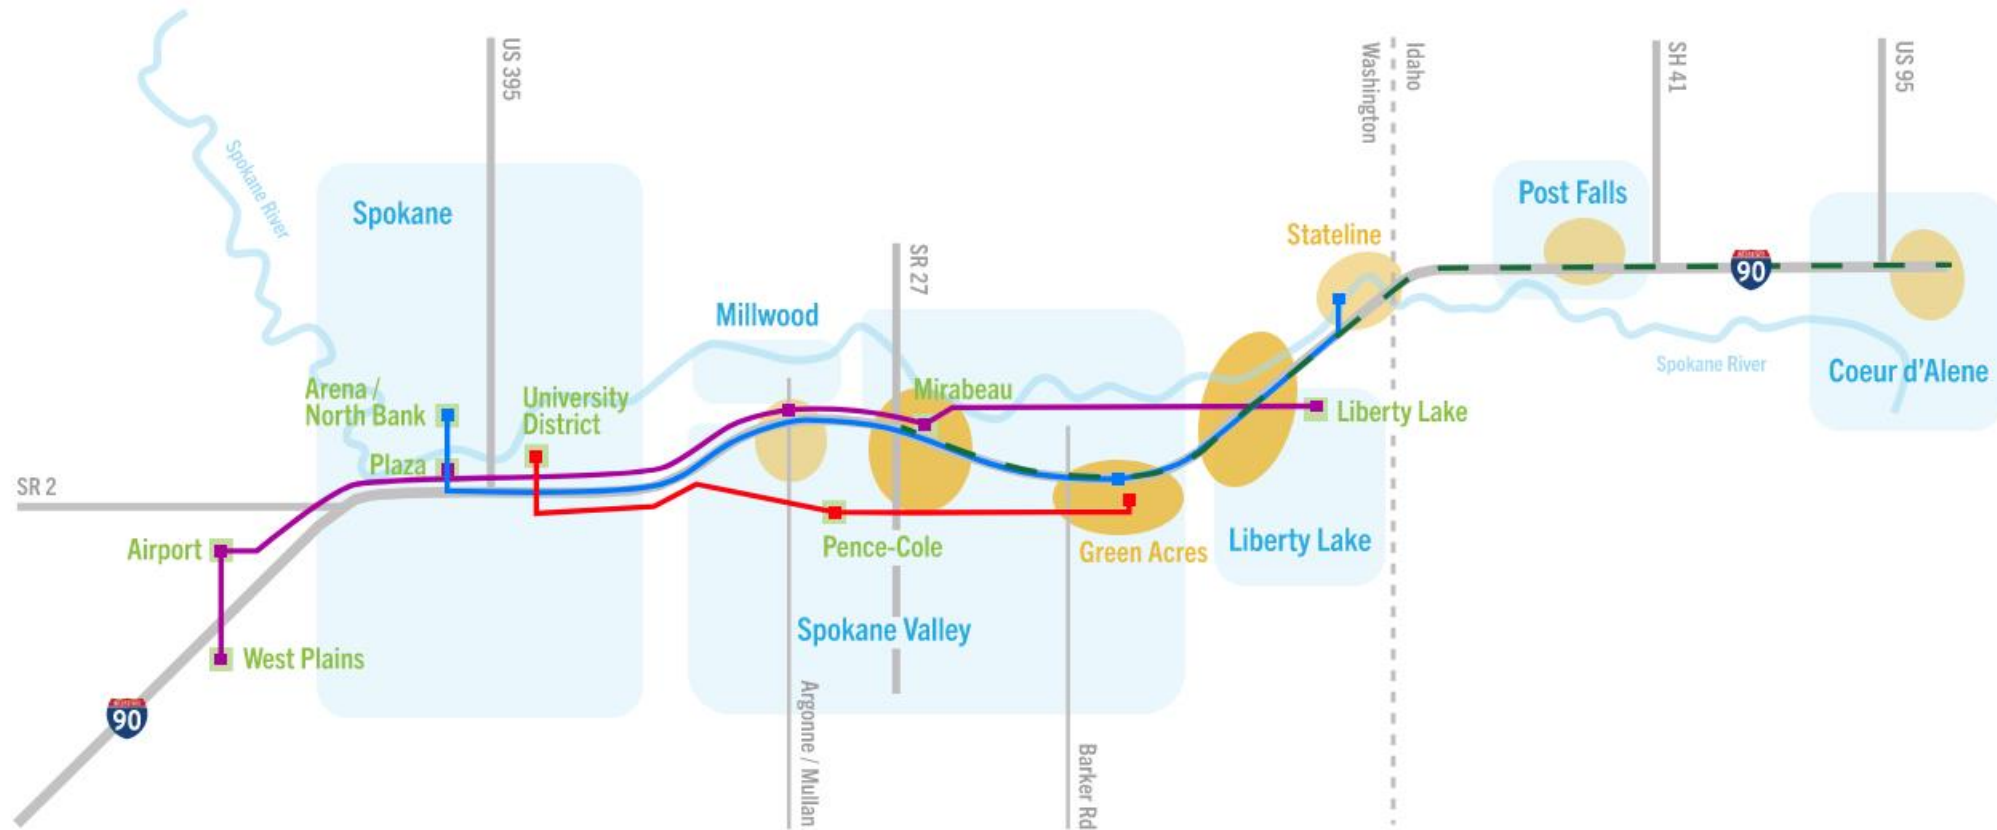 US 395
Washington
Idaho
SH 41
US 95
Spokane River
Spokane
Post Falls
Stateline
SR 27
90
Millwood
Spokane River
Coeur d'Alene
Arena /
North Bank
University
District
Mirabeau
Liberty Lake
Plaza
SR 2
Airport
Pence-Cole
Green Acres
Liberty Lake
Spokane Valley
West Plains
90
Argonne / Mullan
Barker Rd